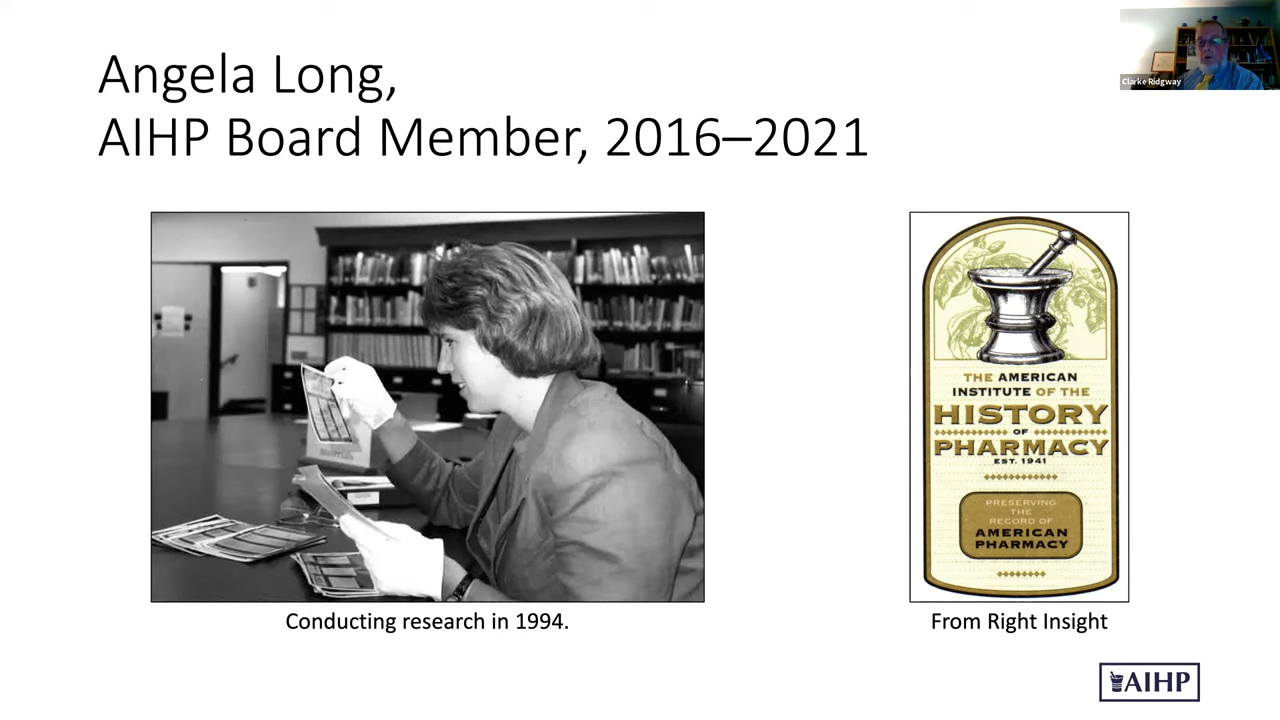 Angela Long,
AIHP Board Member, 2016–2021
Clarke Ridgway
THE AMERICAN
INSTITUTE OF THE
HISTORY
OF
PHARMACY
EST. 1941
PRESERVING
THE
RECORD OF
AMERICAN
PHARMACY
Conducting research in 1994.
From Right Insight
AIHP